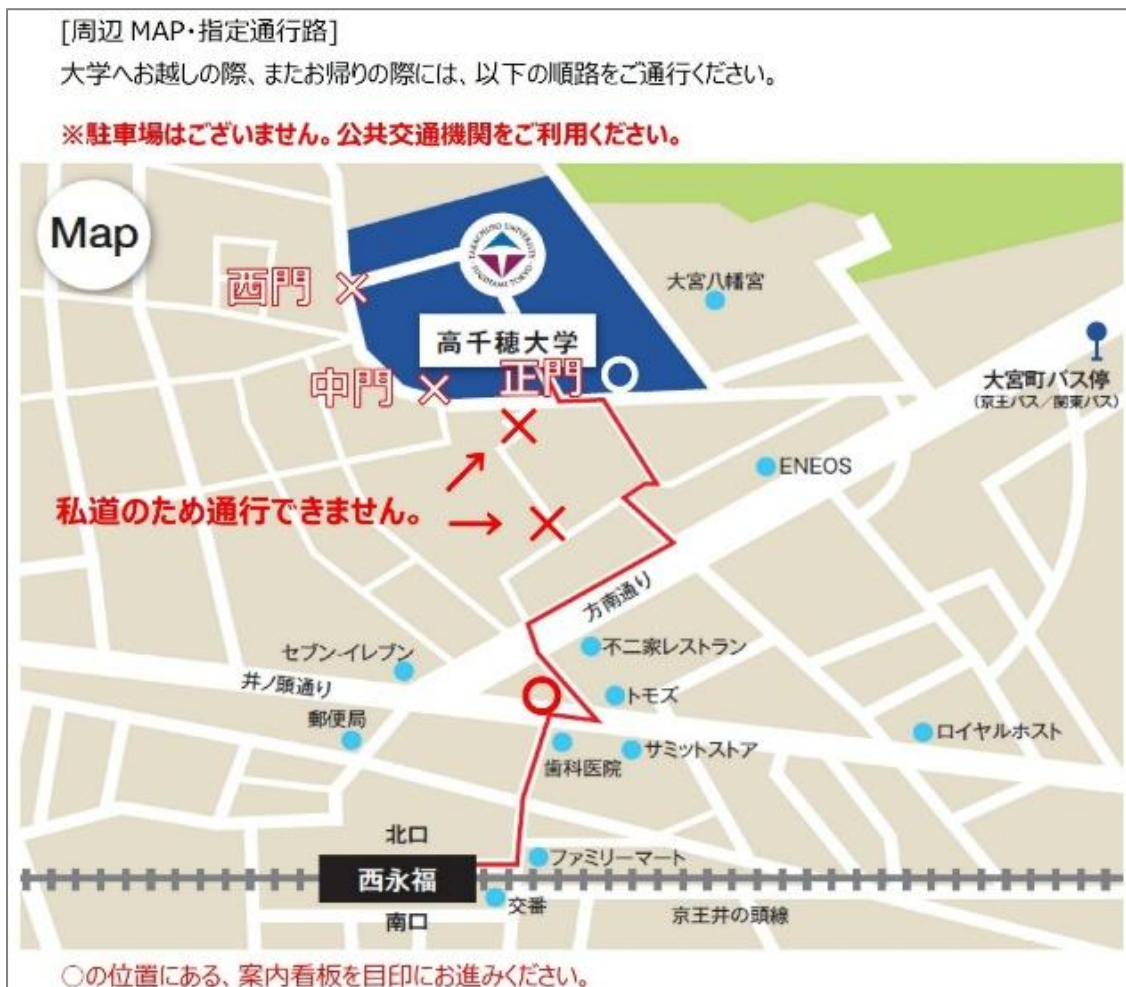 [周辺 MAP・指定通行路]
大学へお越しの際、またお帰りの際には、以下の順路をご通行ください。
※駐車場はございません。公共交通機関をご利用ください。
Map
TAKACHIHO UNIVERSITY
SUGINAMI TOKYO
西門
大宮八幡宮
高千穂大学
中門
正門
大宮町バス停
(京王バス/関東バス)
ENEOS
私道のため通行できません。
方南通り
セブン-イレブン
不二家レストラン
井ノ頭通り
トモズ
郵便局
ロイヤルホスト
サミットストア
歯科医院
北口
ファミリーマート
西永福
交番
京王井の頭線
南口
○の位置にある、案内看板を目印にお進みください。